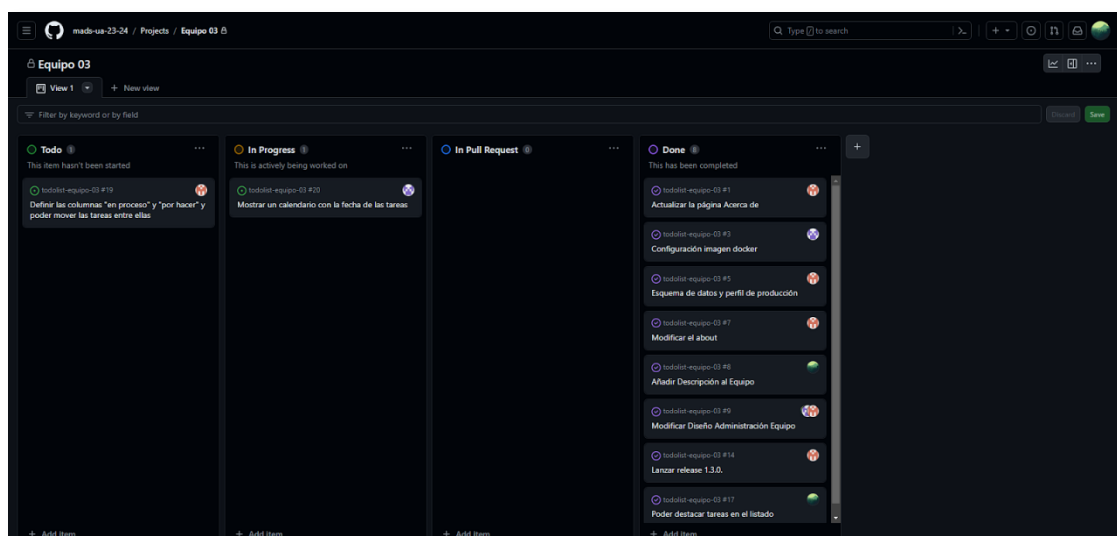 mads-ua-23-24 / Projects / Equipo 03
Type / to search
Equipo 03
View 1
+ New view
Filter by keyword or by field
Discard
Save
Todo 1
This item hasn't been started
todolist-equipo-03 #19
Definir las columnas "en proceso" y "por hacer" y
poder mover las tareas entre ellas
+ Add item
In Progress 1
This is actively being worked on
todolist-equipo-03 #20
Mostrar un calendario con la fecha de las tareas
+ Add item
In Pull Request 0
+ Add item
Done 8
This has been completed
todolist-equipo-03 #1
Actualizar la página Acerca de
todolist-equipo-03 #3
Configuración imagen docker
todolist-equipo-03 #5
Esquema de datos y perfil de producción
todolist-equipo-03 #7
Modificar el about
todolist-equipo-03 #8
Añadir Descripción al Equipo
todolist-equipo-03 #9
Modificar Diseño Administración Equipo
todolist-equipo-03 #14
Lanzar release 1.3.0.
todolist-equipo-03 #17
Poder destacar tareas en el listado
+ Add item